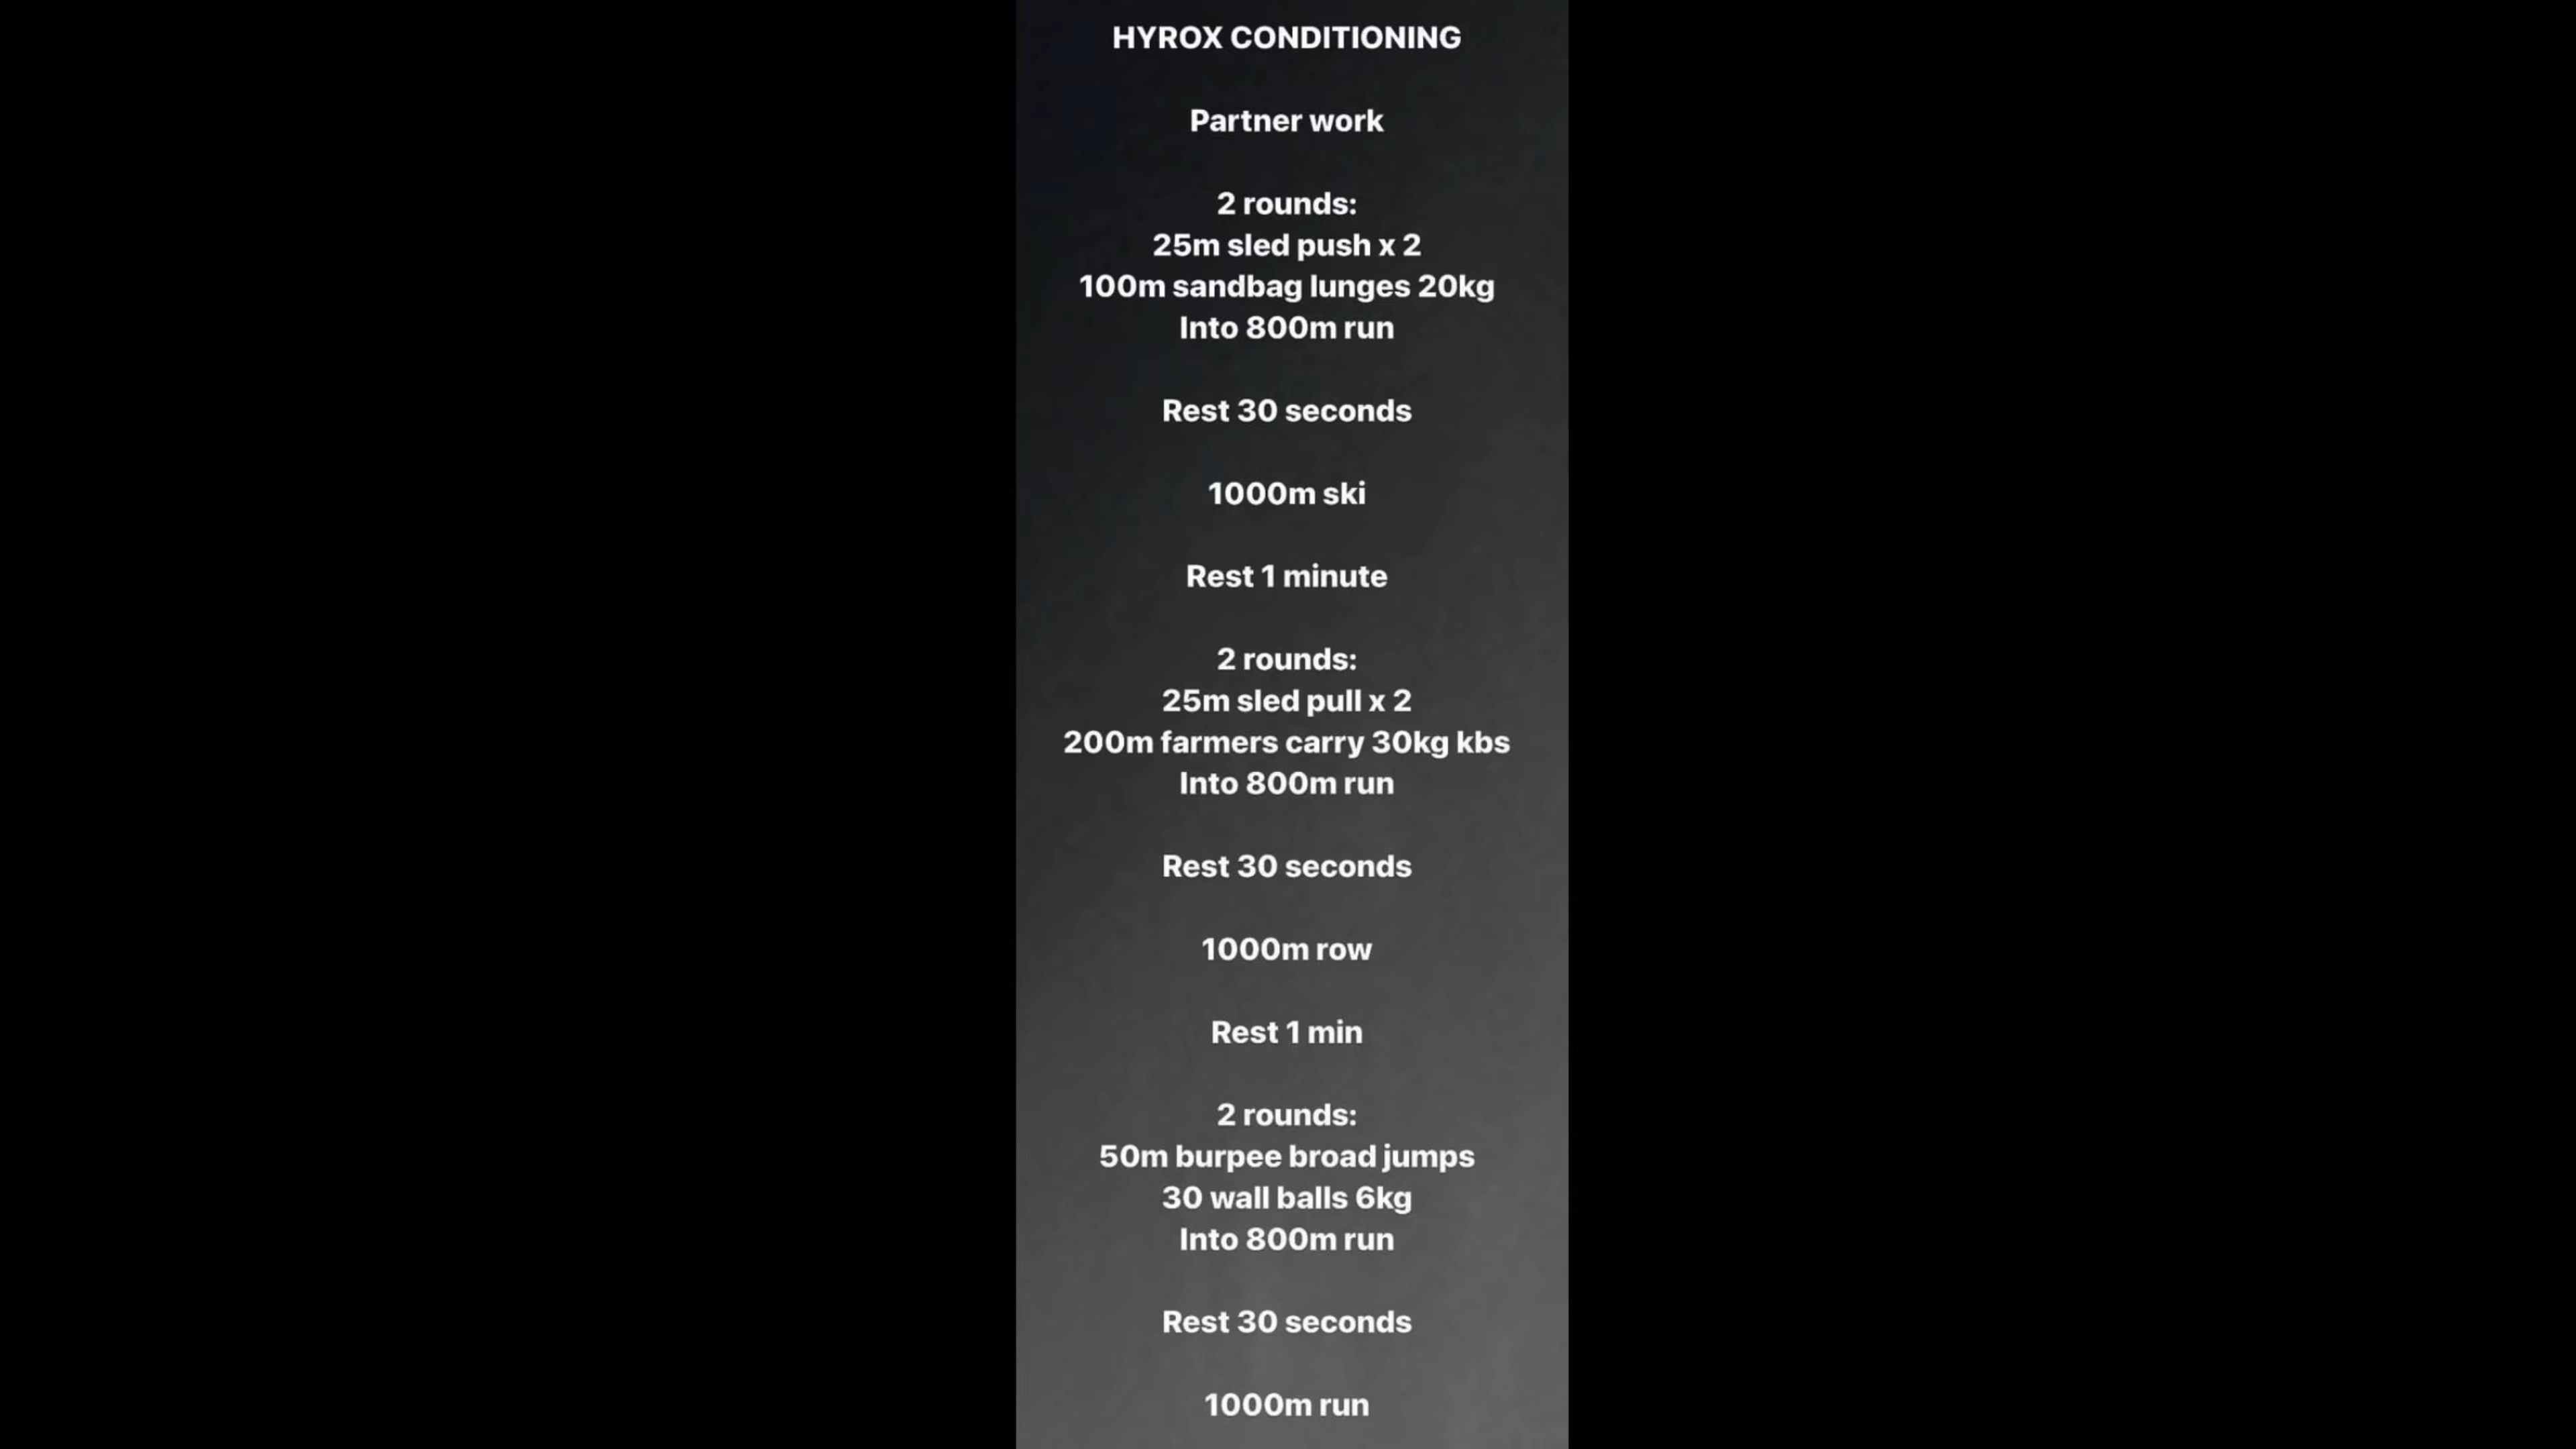 HYROX CONDITIONING
Partner work
2 rounds:
25m sled push x 2
100m sandbag lunges 20kg
Into 800m run
Rest 30 seconds
1000m ski
Rest 1 minute
2 rounds:
25m sled pull x 2
200m farmers carry 30kg kbs
Into 800m run
Rest 30 seconds
1000m row
Rest 1 min
2 rounds:
50m burpee broad jumps
30 wall balls 6kg
Into 800m run
Rest 30 seconds
1000m run